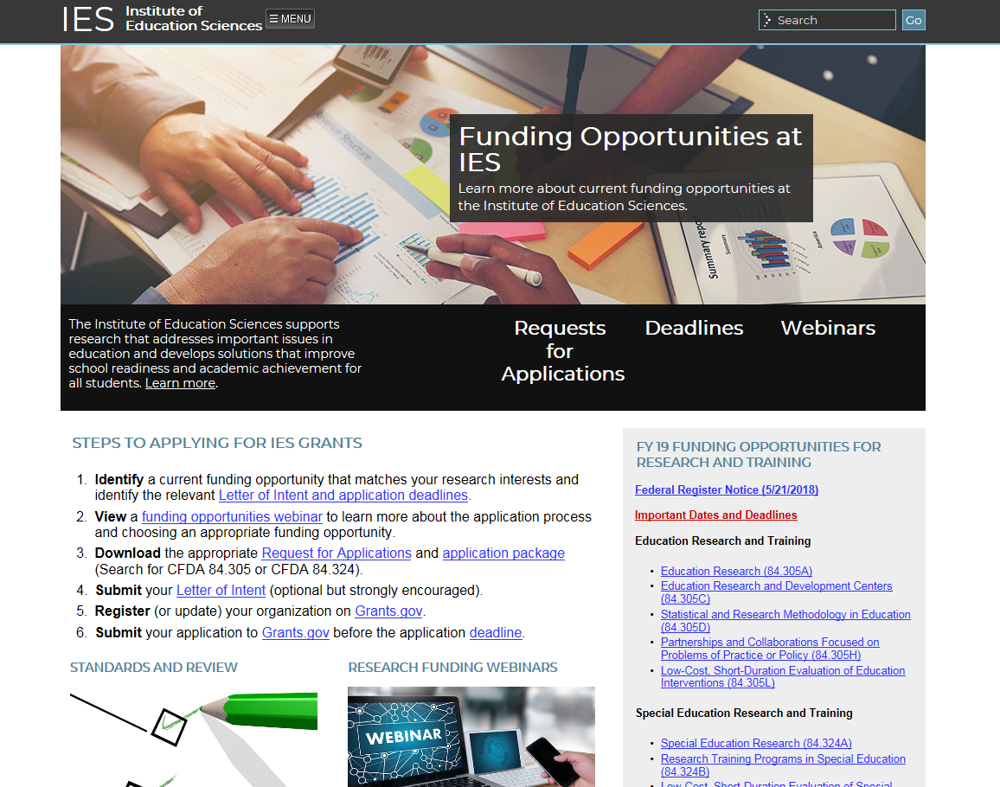 IES
Institute of
Education Sciences
☰ MENU
Search
Go
Revenue Structure
Funding Opportunities at
IES
Learn more about current funding opportunities at
the Institute of Education Sciences.
Summary report
Summary
America
The Institute of Education Sciences supports
research that addresses important issues in
education and develops solutions that improve
school readiness and academic achievement for
all students. Learn more.
Requests
for
Applications
Deadlines
Webinars
STEPS TO APPLYING FOR IES GRANTS
1. Identify a current funding opportunity that matches your research interests and
identify the relevant Letter of Intent and application deadlines.
2. View a funding opportunities webinar to learn more about the application process
and choosing an appropriate funding opportunity.
3. Download the appropriate Request for Applications and application package
(Search for CFDA 84.305 or CFDA 84.324).
4. Submit your Letter of Intent (optional but strongly encouraged).
5. Register (or update) your organization on Grants.gov.
6. Submit your application to Grants.gov before the application deadline.
STANDARDS AND REVIEW
RESEARCH FUNDING WEBINARS
WEBINAR
FY 19 FUNDING OPPORTUNITIES FOR
RESEARCH AND TRAINING
Federal Register Notice (5/21/2018)
Important Dates and Deadlines
Education Research and Training
• Education Research (84.305A)
• Education Research and Development Centers
(84.305C)
• Statistical and Research Methodology in Education
(84.305D)
• Partnerships and Collaborations Focused on
Problems of Practice or Policy (84.305H)
• Low-Cost, Short-Duration Evaluation of Education
Interventions (84.305L)
Special Education Research and Training
• Special Education Research (84.324A)
• Research Training Programs in Special Education
(84.324B)
• Low-Cost, Short-Duration Evaluation of Special